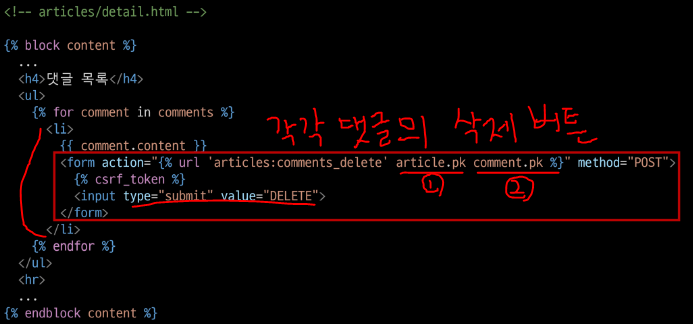 <!-- articles/detail.html -->
{% block content %}
...
<h4>댓글 목록</h4>
<ul>
{% for comment in comments %}
각각 댓글의 삭제 버튼
<li>
{{ comment.content }}
<form action="{% url 'articles:comments_delete' article.pk comment.pk %}" method="POST">
① ②
{% csrf_token %}
<input type="submit" value="DELETE">
</form>
</li>
{% endfor %}
</ul>
<hr>
...
{% endblock content %}